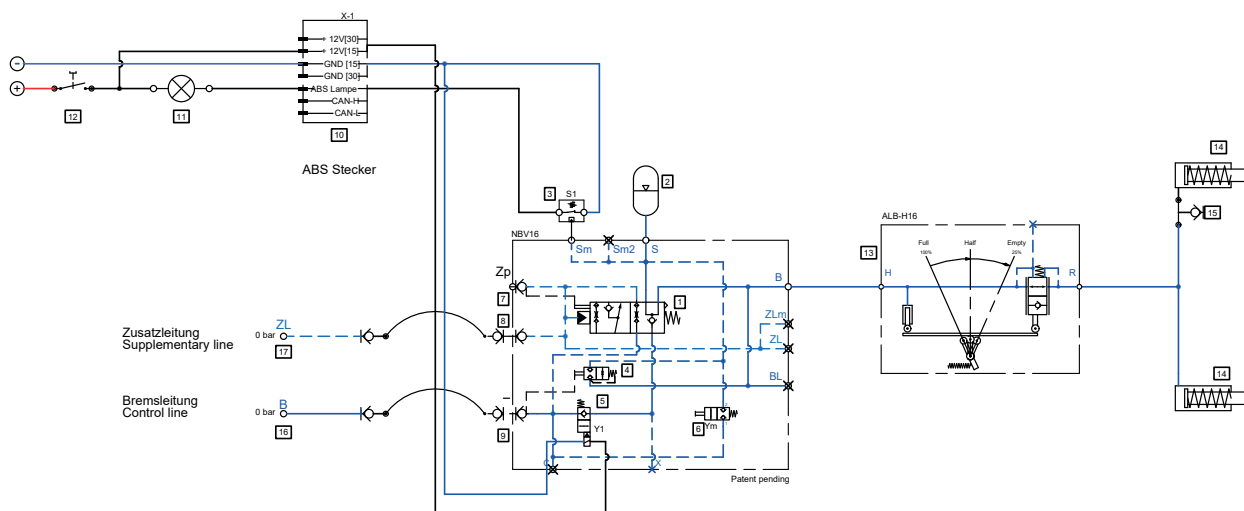 X-1
+ 12V[30]
+ 12V[15]
GND [15]
GND [30]
ABS Lampe
CAN-H
CAN-L
12
11
10
ABS Stecker
3
S1
2
NBV16
Sm
Sm2
S
Zp
7
1
B
8
ZLm
ZL
4
BL
5
Y1
6
Ym
9
C
X
Patent pending
Zusatzleitung
Supplementary line
0 bar
ZL
17
Bremsleitung
Control line
0 bar
B
16
ALB-H16
13
Full
100%
Half
Empty
25%
H
R
14
15
14